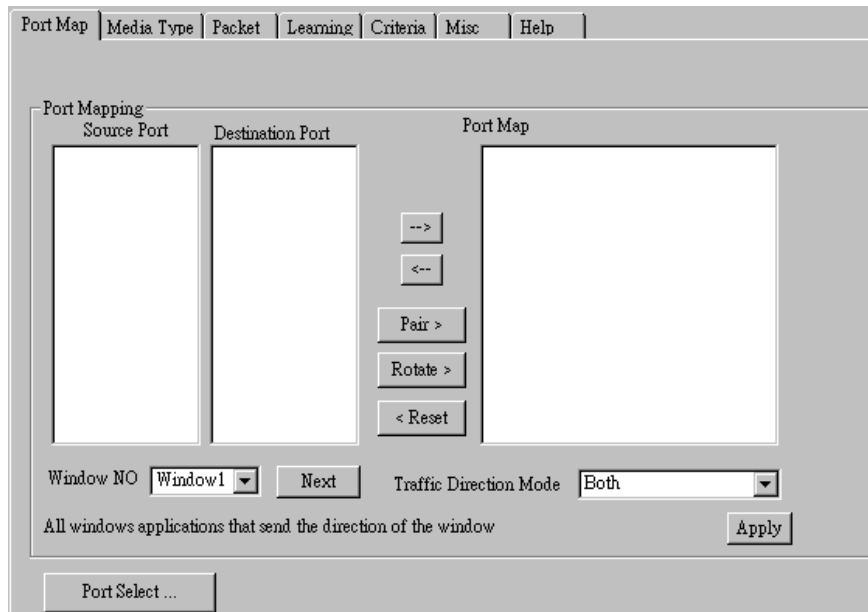 Port Map Media Type Packet Learning Criteria Misc Help
Port Mapping
Source Port Destination Port Port Map
-->
<--
Pair >
Rotate >
< Reset
Window NO Window1 Next Traffic Direction Mode Both
All windows applications that send the direction of the window Apply
Port Select ...